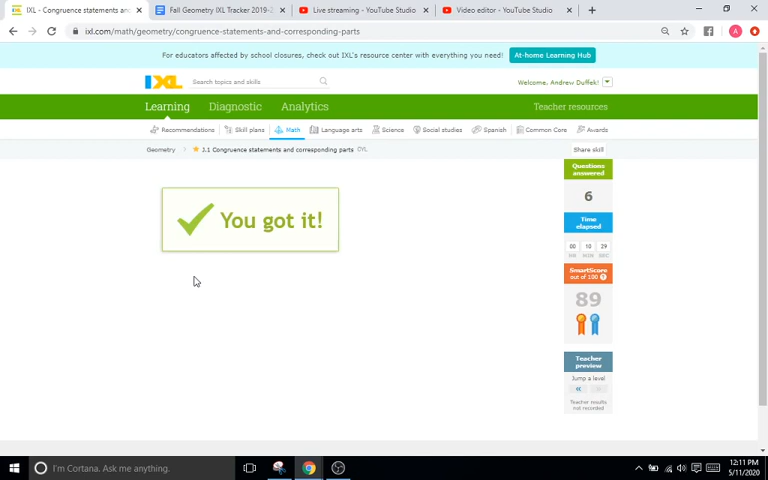 IXL - Congruence statements an
Fall Geometry IXL Tracker 2019-2
Live streaming - YouTube Studio
Video editor - YouTube Studio
ixl.com/math/geometry/congruence-statements-and-corresponding-parts
For educators affected by school closures, check out IXL's resource center with everything you need!
At-home Learning Hub
IXL
Search topics and skills
Welcome, Andrew Duffek!
Learning
Diagnostic
Analytics
Teacher resources
Recommendations
Skill plans
Math
Language arts
Science
Social studies
Spanish
Common Core
Awards
Geometry
J.1 Congruence statements and corresponding parts
Share skill
Questions
answered
You got it!
6
Time
elapsed
00
10
29
HR
MIN
SEC
SmartScore
out of 100
89
Teacher
preview
Jump a level
Teacher results
not recorded
I'm Cortana. Ask me anything.
12:11 PM
5/11/2020